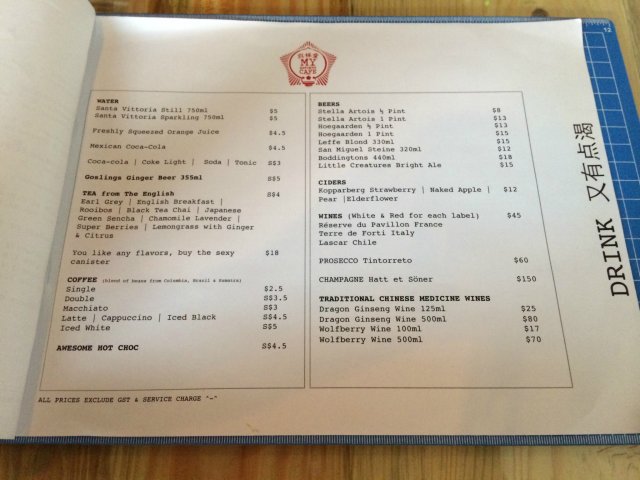 MY
CAFE
WATER
Santa Vittoria Still 750ml $5
Santa Vittoria Sparkling 750ml $5
Freshly Squeezed Orange Juice $4.5
Mexican Coca-Cola $4.5
Coca-cola | Coke Light | Soda | Tonic S$3
Goslings Ginger Beer 355ml S$5
TEA from The English S$4
Earl Grey | English Breakfast |
Rooibos | Black Tea Chai | Japanese
Green Sencha | Chamomile Lavender |
Super Berries | Lemongrass with Ginger
& Citrus
You like any flavors, buy the sexy $18
canister
COFFEE (blend of beans from Colombia, Brazil & Sumatra)
Single $2.5
Double S$3.5
Macchiato S$3
Latte | Cappuccino | Iced Black S$4.5
Iced White S$5
AWESOME HOT CHOC S$4.5
BEERS
Stella Artois ½ Pint $8
Stella Artois 1 Pint $13
Hoegaarden ½ Pint $13
Hoegaarden 1 Pint $15
Leffe Blond 330ml $15
San Miguel Steine 320ml $12
Boddingtons 440ml $18
Little Creatures Bright Ale $15
CIDERS
Kopparberg Strawberry | Naked Apple | $12
Pear |Elderflower
WINES (White & Red for each label) $45
Réserve du Pavillon France
Terre de Forti Italy
Lascar Chile
PROSECCO Tintorreto $60
CHAMPAGNE Hatt et Söner $150
TRADITIONAL CHINESE MEDICINE WINES
Dragon Ginseng Wine 125ml $25
Dragon Ginseng Wine 500ml $80
Wolfberry Wine 100ml $17
Wolfberry Wine 500ml $70
ALL PRICES EXCLUDE GST & SERVICE CHARGE ~-~
DRINK 又有点渴
12